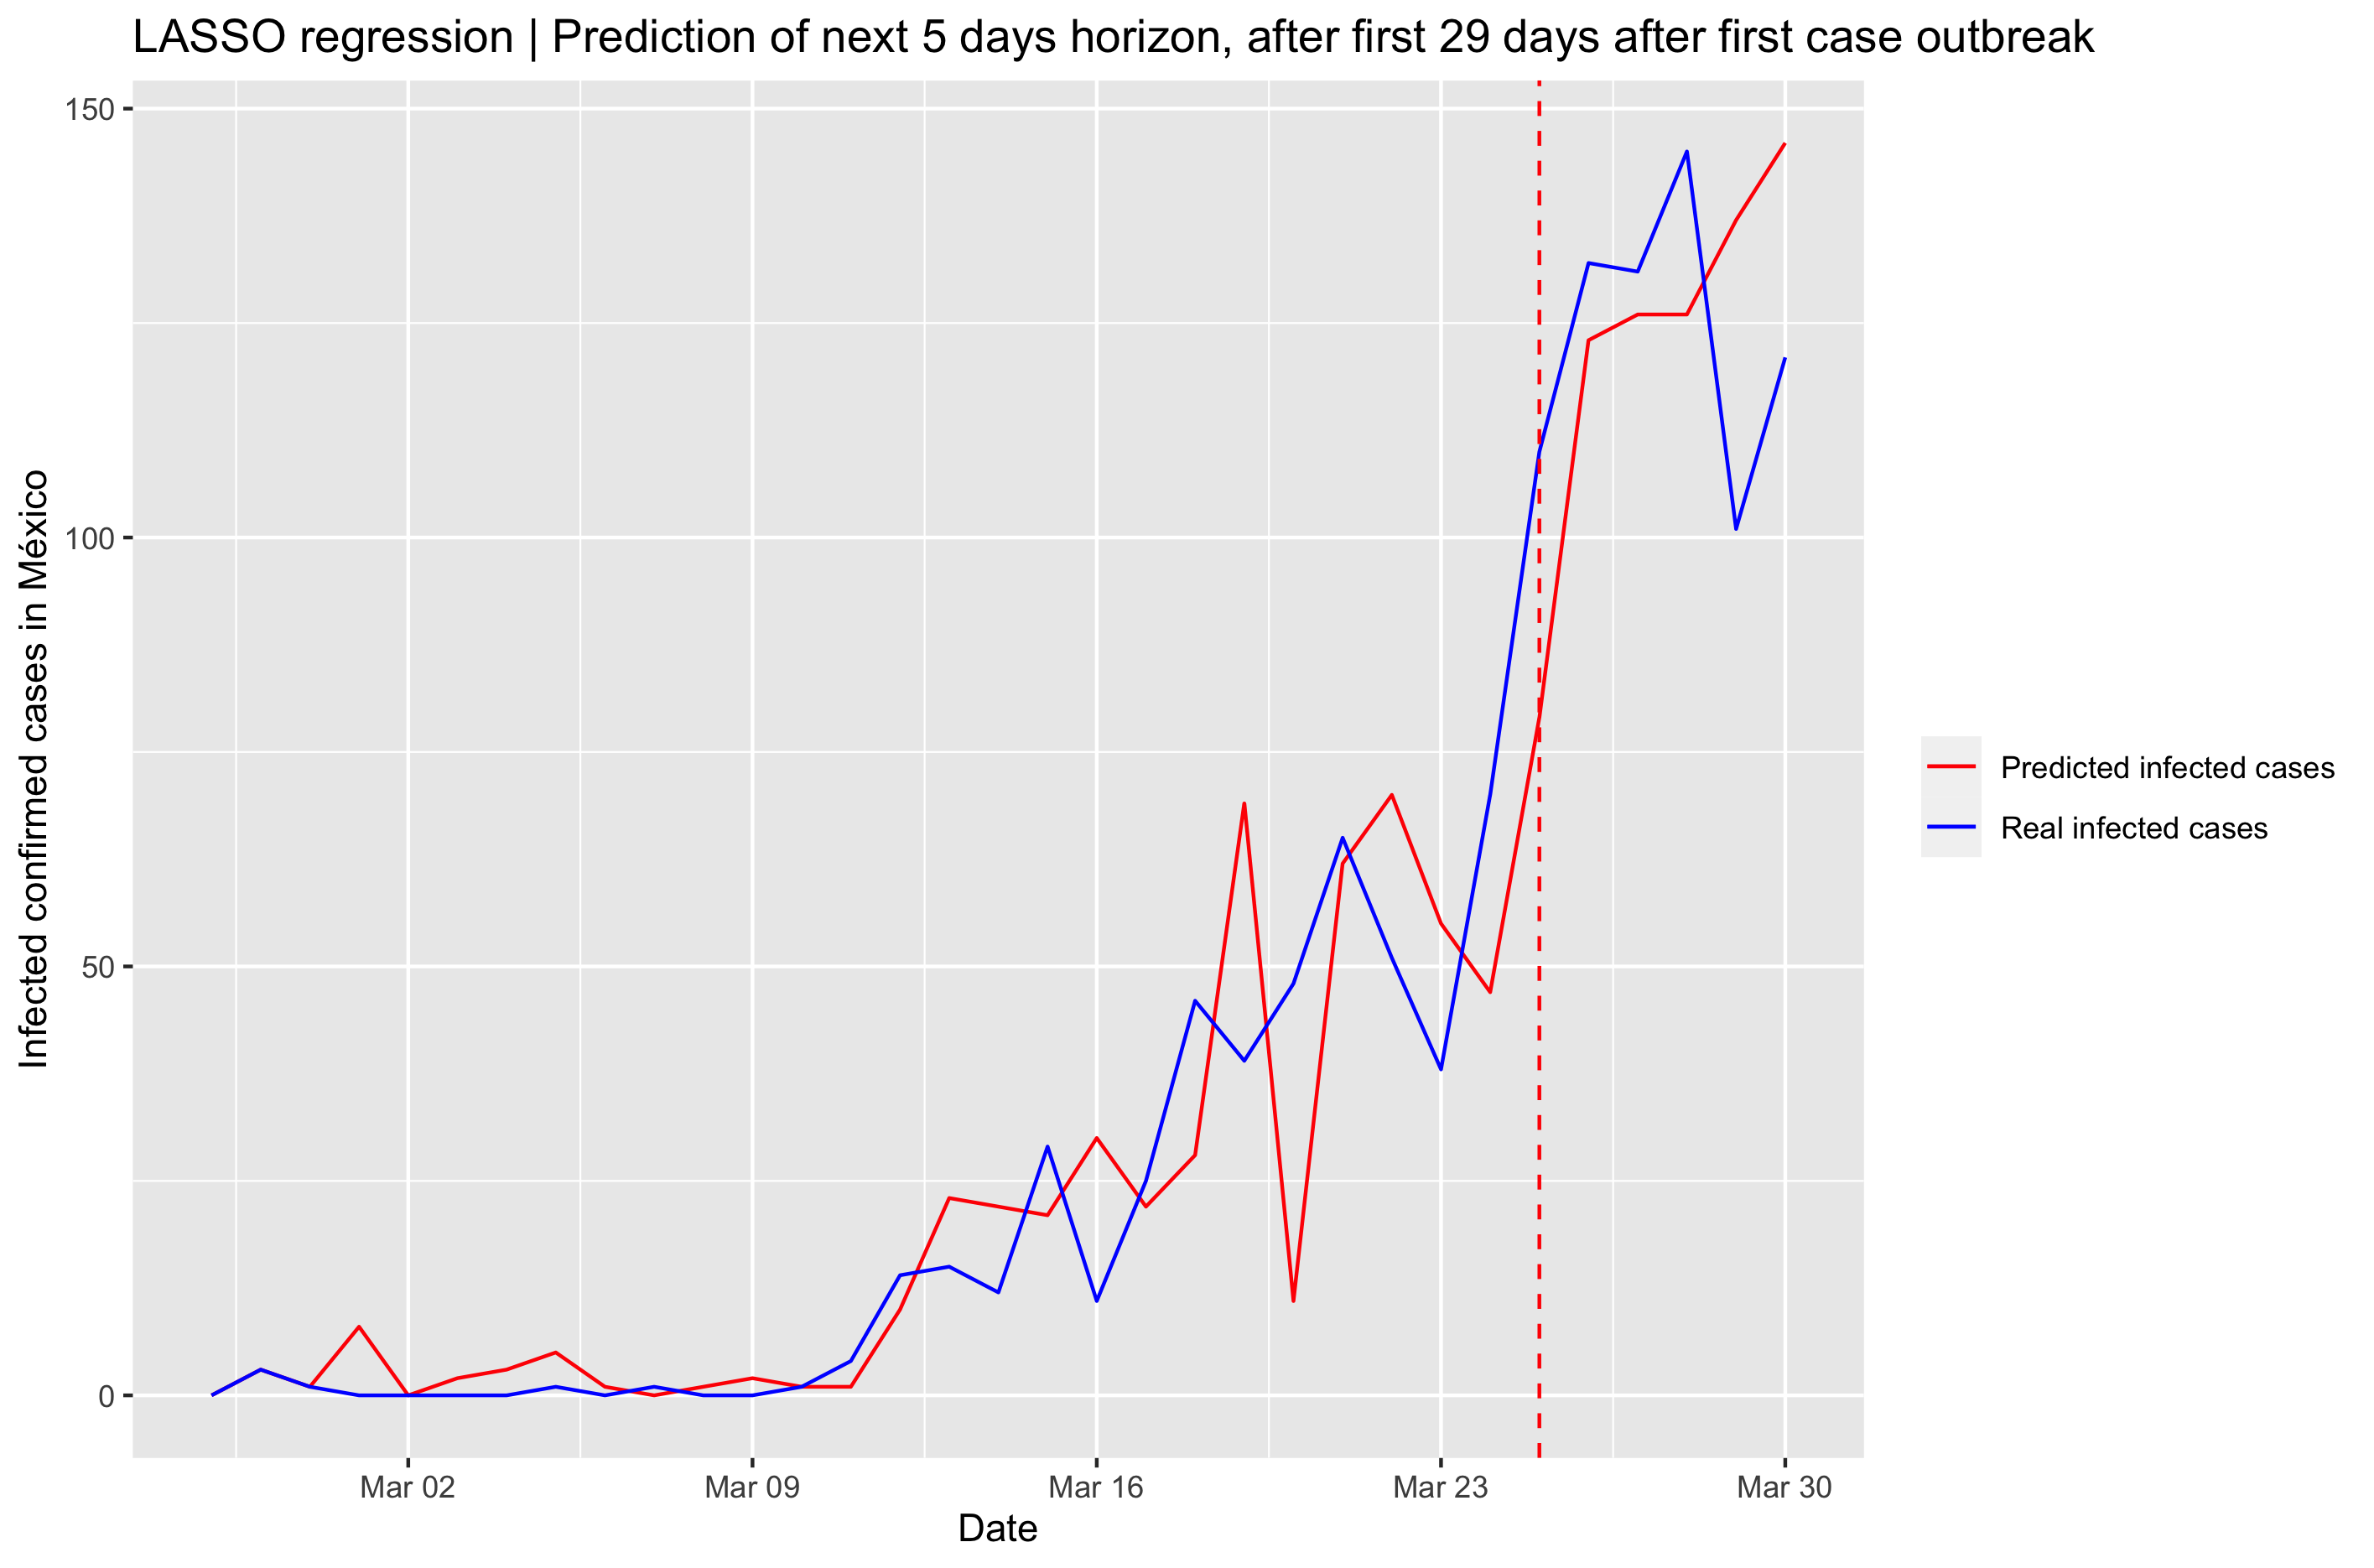 LASSO regression | Prediction of next 5 days horizon, after first 29 days after first case outbreak
Infected confirmed cases in México
150
100
50
0
Mar 02
Mar 09
Mar 16
Mar 23
Mar 30
Date
Predicted infected cases
Real infected cases